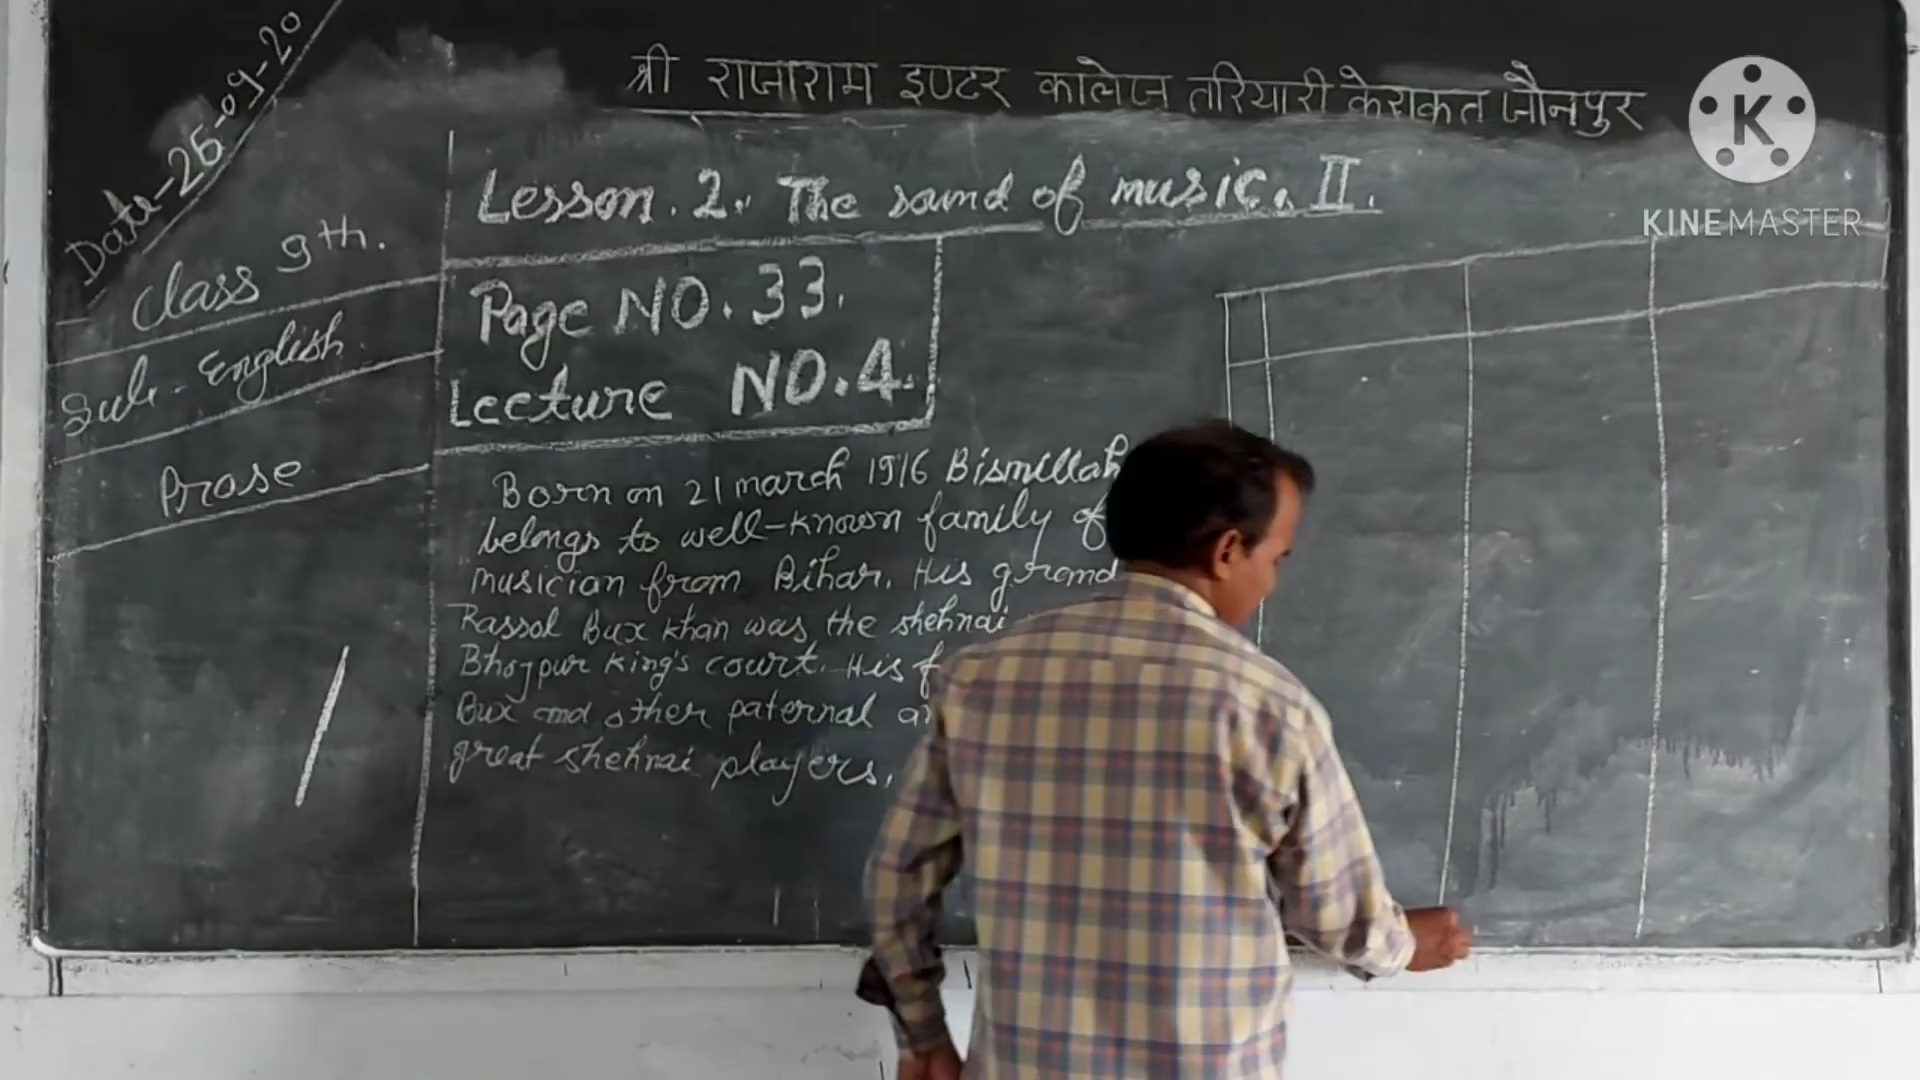 Date-26-09-20
श्री राजाराम इण्टर कालेज तरियारी केराकत जौनपुर
K
KINEMASTER
Class 9th.
Sub. - English
Prose
Lesson. 2. The sound of music. II.
Page NO. 33.
Lecture NO. 4.
Born on 21 march 1916 Bismillah
belongs to well-known family of
musician from Bihar. His grand
Rassol Bux khan was the shehnai
Bhojpur King's court. His f
Bux and other paternal
great shehnai players,